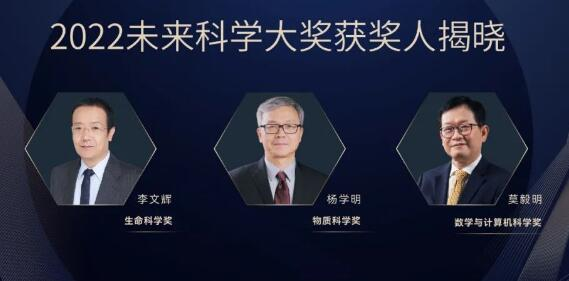 2022未来科学大奖获奖人揭晓
李文辉
生命科学奖
杨学明
物质科学奖
莫毅明
数学与计算机科学奖